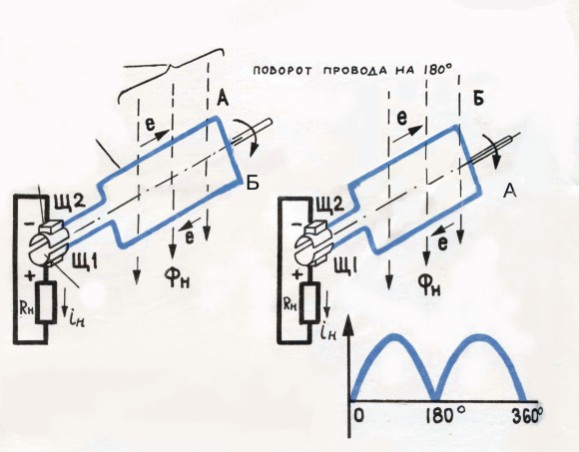 ПОВОРОТ ПРОВОДА НА 180°
А
e
Б
Щ2
−
Щ1
+
e
Фн
Rн
iн
Б
e
А
Щ2
−
Щ1
+
e
Фн
Rн
iн
0 180° 360°